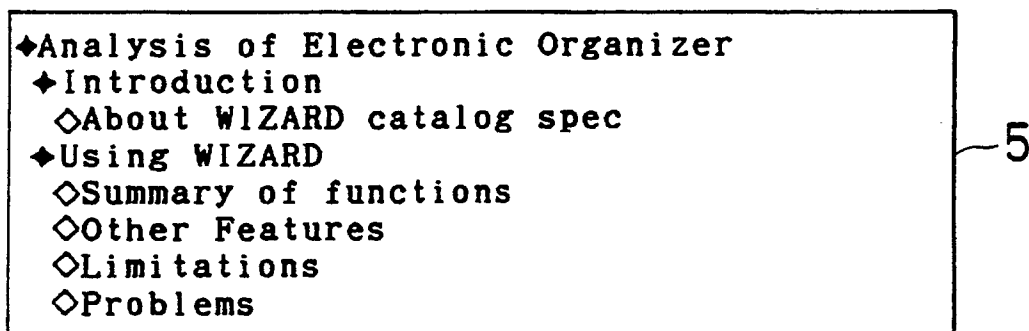 ✦Analysis of Electronic Organizer
✦Introduction
◇About WIZARD catalog spec
✦Using WIZARD
◇Summary of functions
◇Other Features
◇Limitations
◇Problems
5